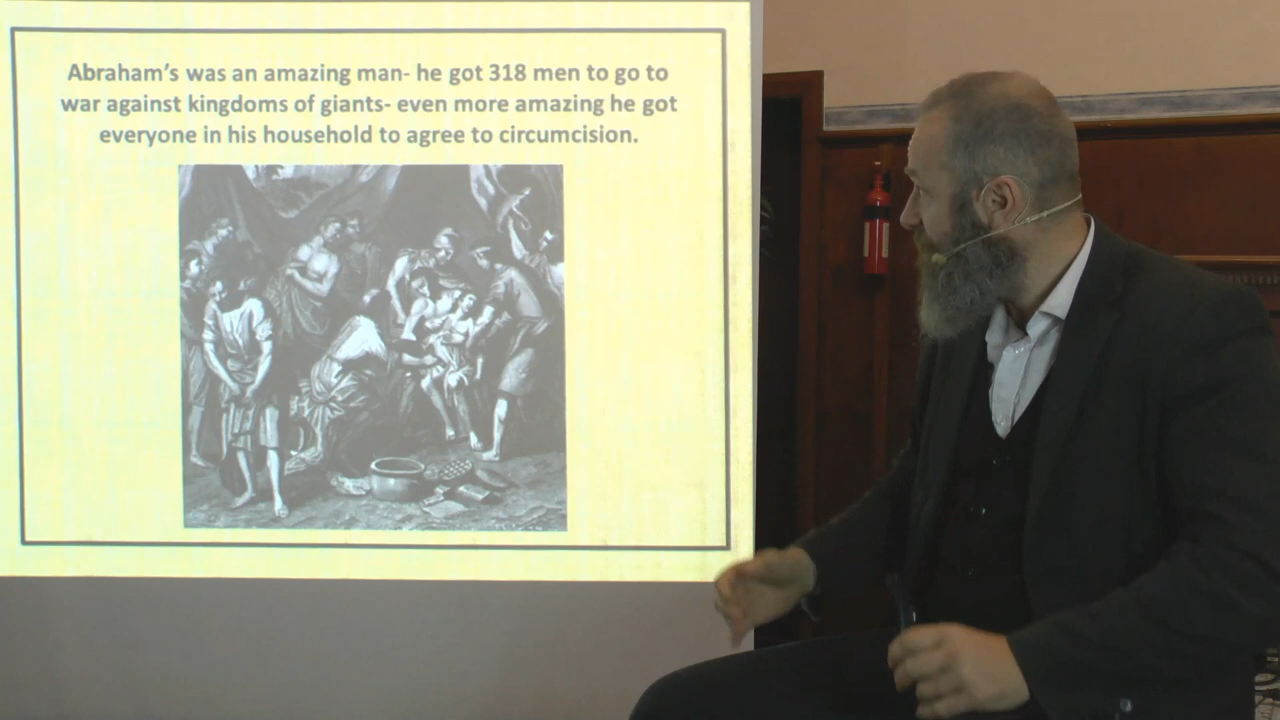 Abraham's was an amazing man- he got 318 men to go to
war against kingdoms of giants- even more amazing he got
everyone in his household to agree to circumcision.